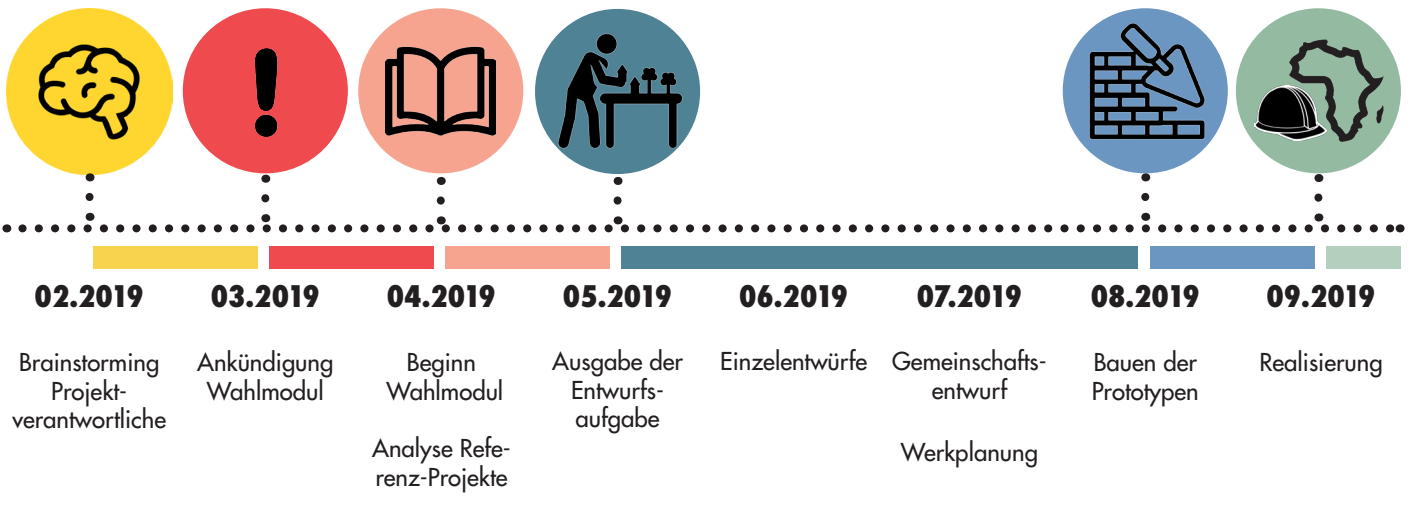 02.2019
03.2019
04.2019
05.2019
06.2019
07.2019
08.2019
09.2019
Brainstorming
Projekt-
verantwortliche
Ankündigung
Wahlmodul
Beginn
Wahlmodul
Analyse Refe-
renz-Projekte
Ausgabe der
Entwurfs-
aufgabe
Einzelentwürfe
Gemeinschafts-
entwurf
Werkplanung
Bauen der
Prototypen
Realisierung